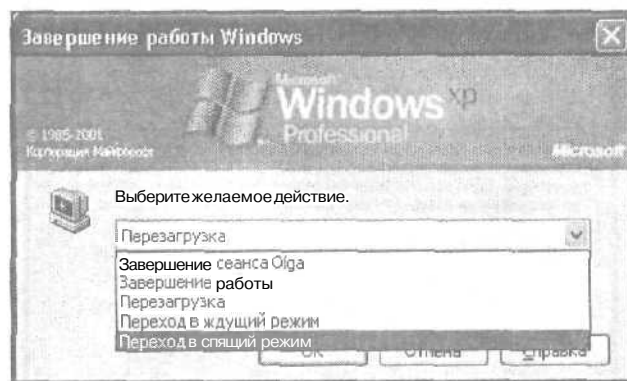 Завершение работы Windows
Microsoft
Windows xp
Professional
© 1985-2001
Корпорация Майкрософт
Microsoft
Выберите желаемое действие.
Перезагрузка
Завершение сеанса Olga
Завершение работы
Перезагрузка
Переход в ждущий режим
Переход в спящий режим
OK Отмена Справка